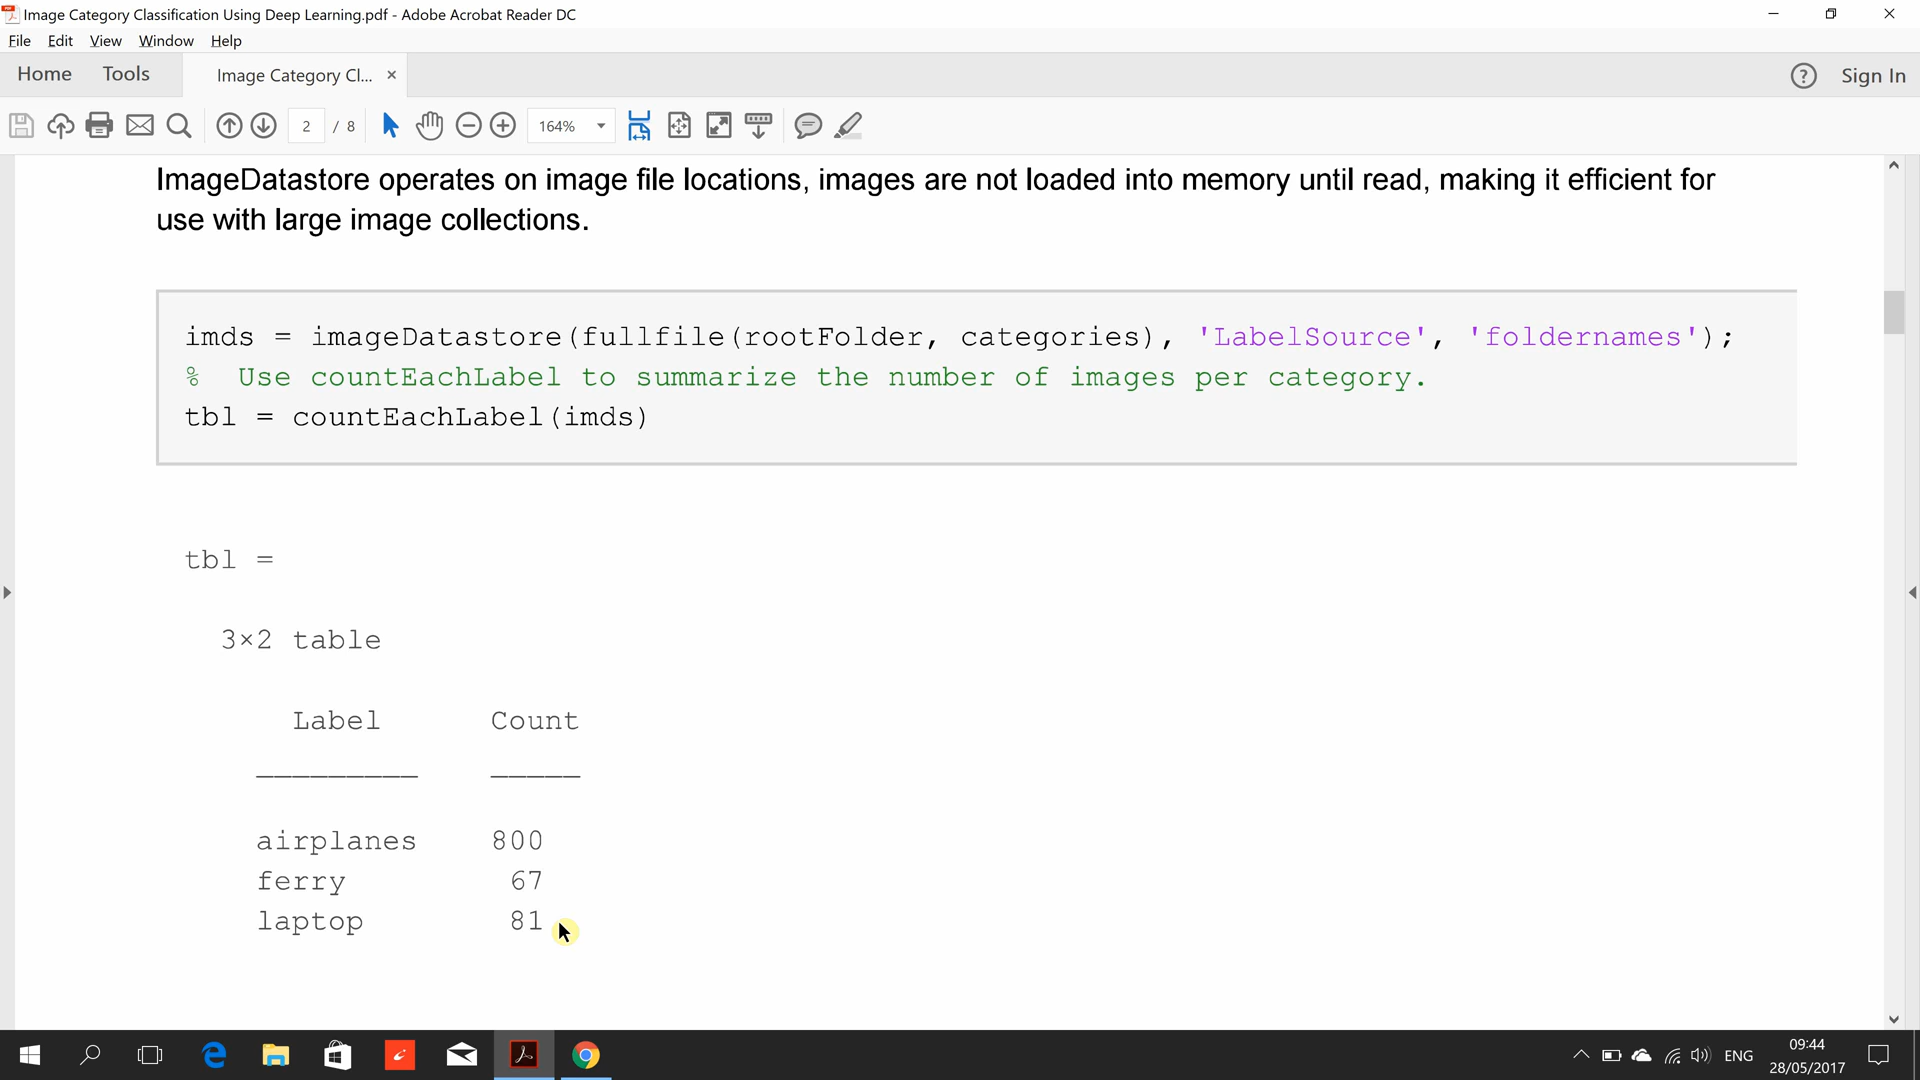 Image Category Classification Using Deep Learning.pdf - Adobe Acrobat Reader DC
File Edit View Window Help
Home Tools Image Category Cl... × ? Sign In
2 / 8 164%
ImageDatastore operates on image file locations, images are not loaded into memory until read, making it efficient for
use with large image collections.
imds = imageDatastore(fullfile(rootFolder, categories), 'LabelSource', 'foldernames');
% Use countEachLabel to summarize the number of images per category.
tbl = countEachLabel(imds)
tbl =
3×2 table
Label Count
_________ _____
airplanes 800
ferry 67
laptop 81
ENG 09:44
28/05/2017